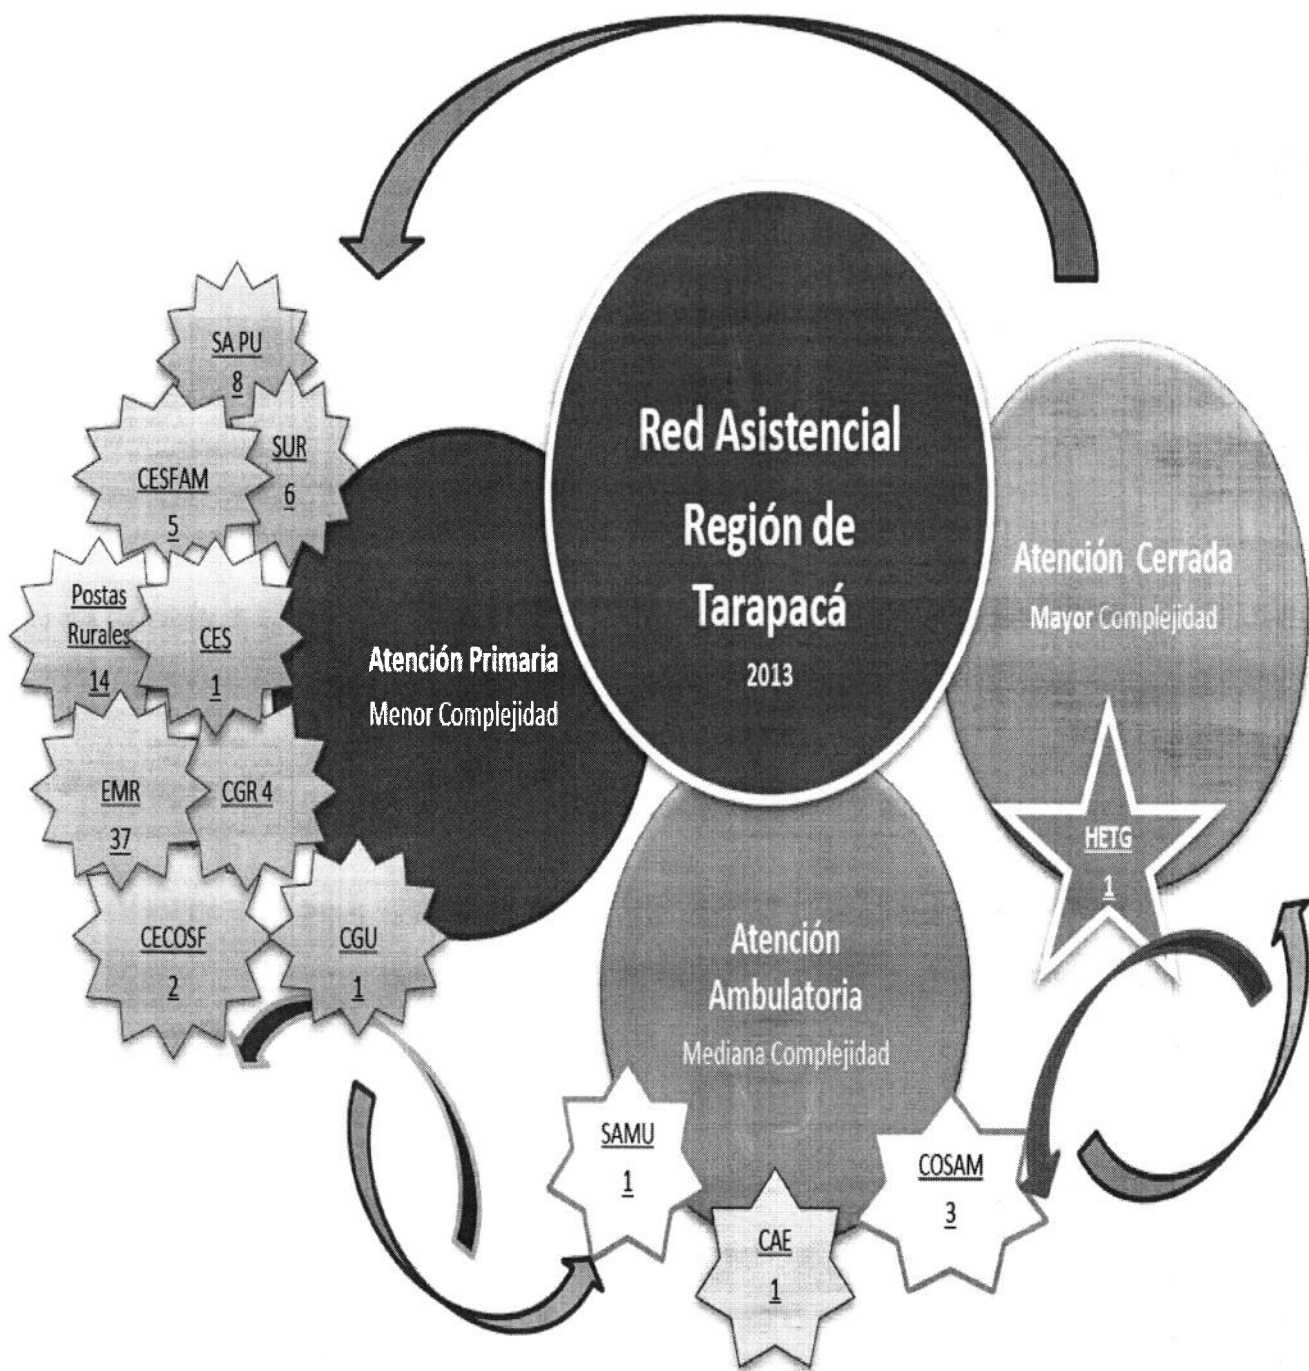 Red Asistencial
Región de
Tarapacá
2013
SA PU
8
SUR
6
CESFAM
5
Postas
Rurales
14
CES
1
EMR
37
CGR 4
CECOSF
2
CGU
1
Atención Primaria
Menor Complejidad
Atención Cerrada
Mayor Complejidad
HETG
1
Atención
Ambulatoria
Mediana Complejidad
SAMU
1
CAE
1
COSAM
3